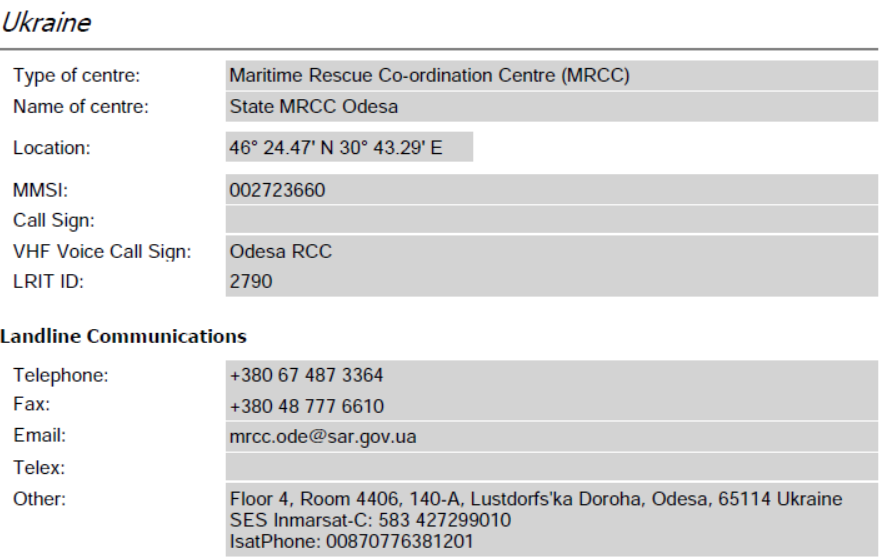 Ukraine
Type of centre: Maritime Rescue Co-ordination Centre (MRCC)
Name of centre: State MRCC Odesa
Location: 46° 24.47' N 30° 43.29' E
MMSI: 002723660
Call Sign:
VHF Voice Call Sign: Odesa RCC
LRIT ID: 2790
Landline Communications
Telephone: +380 67 487 3364
Fax: +380 48 777 6610
Email: mrcc.ode@sar.gov.ua
Telex:
Other: Floor 4, Room 4406, 140-A, Lustdorfs'ka Doroha, Odesa, 65114 Ukraine
SES Inmarsat-C: 583 427299010
IsatPhone: 00870776381201